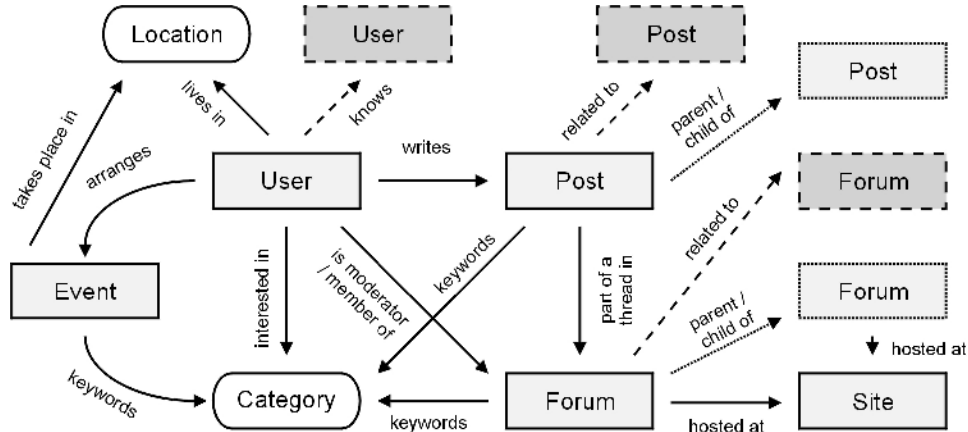 Location
User
Post
Post
takes place in
lives in
knows
related to
parent /
child of
arranges
writes
User
Post
Forum
related to
Event
interested in
is moderator
/ member of
keywords
part of a
thread in
parent /
child of
Forum
hosted at
keywords
Category
keywords
Forum
hosted at
Site